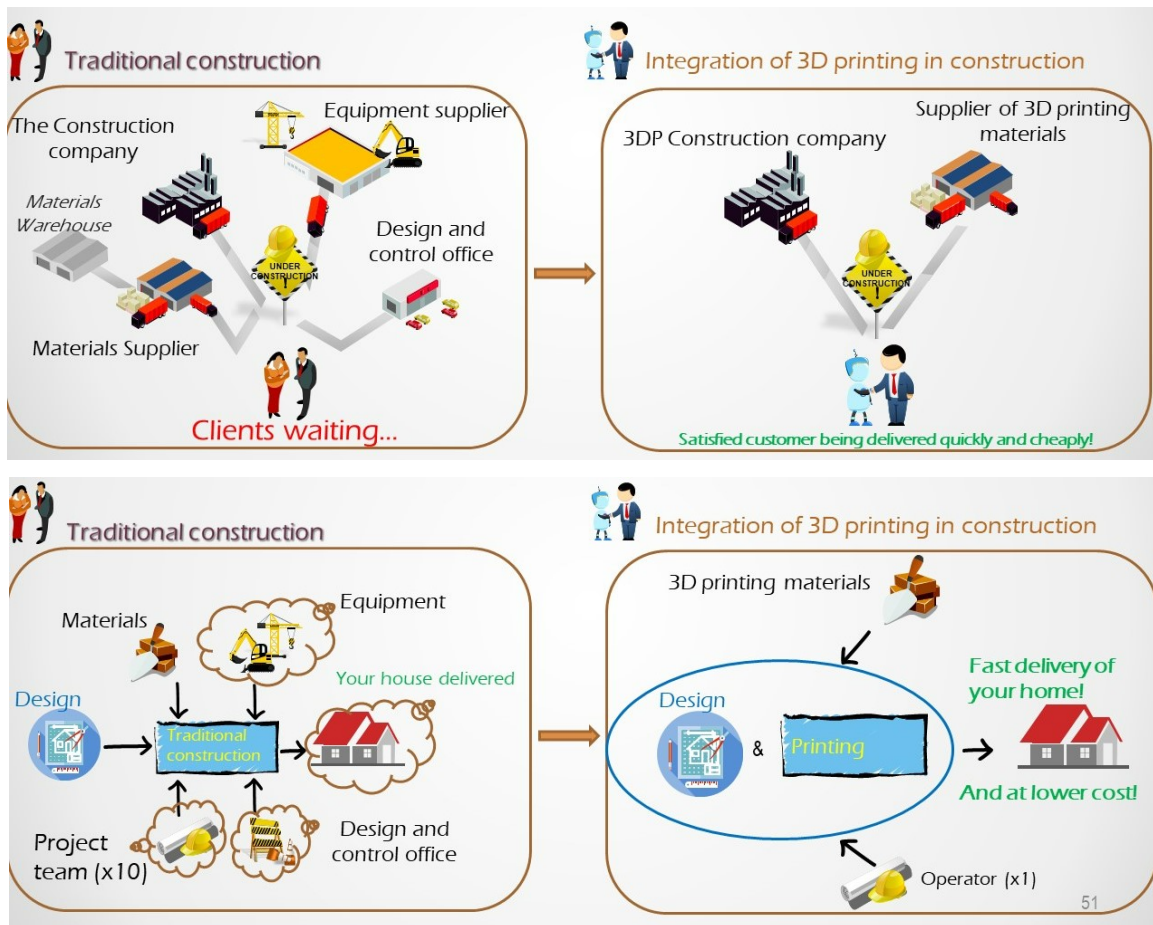 Traditional construction
Integration of 3D printing in construction
The Construction
company
Equipment supplier
Materials
Warehouse
Design and
control office
UNDER
CONSTRUCTION
!
Materials Supplier
Clients waiting...
3DP Construction company
Supplier of 3D printing
materials
UNDER
CONSTRUCTION
!
Satisfied customer being delivered quickly and cheaply!
Traditional construction
Integration of 3D printing in construction
Materials
Equipment
Design
Your house delivered
Traditional
construction
Project
team (x10)
Design and
control office
3D printing materials
Design
&
Printing
Fast delivery of
your home!
And at lower cost!
Operator (x1)
51